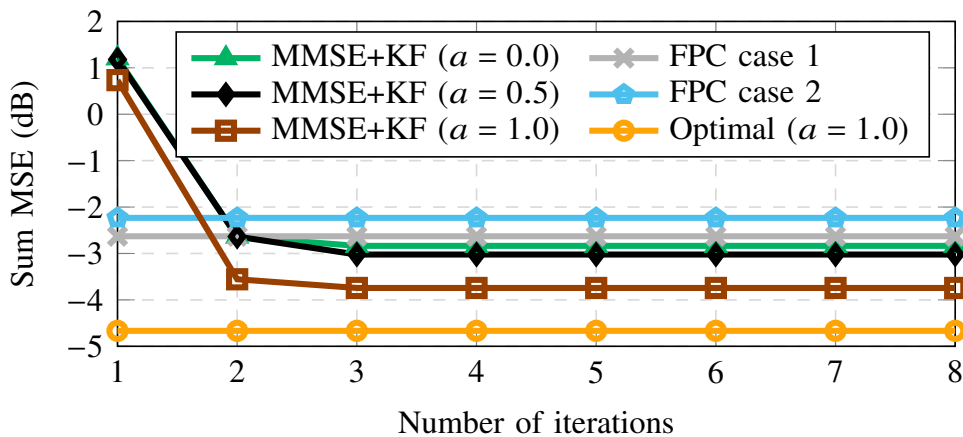 2
1
0
−1
−2
−3
−4
−5
Sum MSE (dB)
MMSE+KF (a = 0.0)
MMSE+KF (a = 0.5)
MMSE+KF (a = 1.0)
FPC case 1
FPC case 2
Optimal (a = 1.0)
1 2 3 4 5 6 7 8
Number of iterations